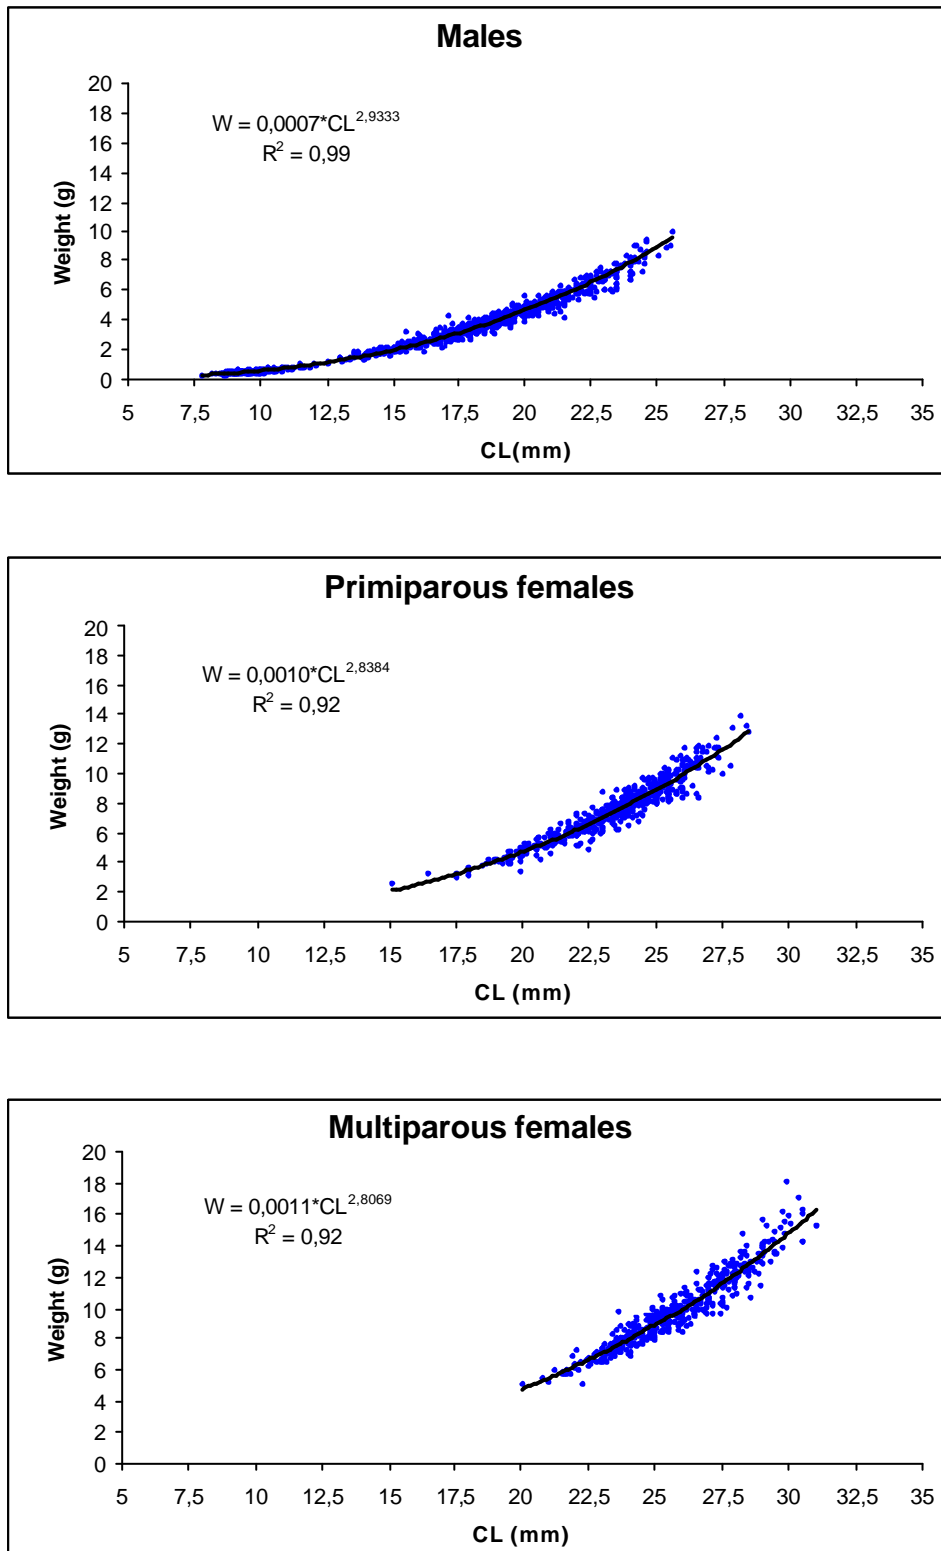 Males
20
18
16
14
12
10
8
6
4
2
0
Weight (g)
W = 0,0007*CL^2,9333
R² = 0,99
5 7,5 10 12,5 15 17,5 20 22,5 25 27,5 30 32,5 35
CL(mm)
Primiparous females
20
18
16
14
12
10
8
6
4
2
0
Weight (g)
W = 0,0010*CL^2,8384
R² = 0,92
5 7,5 10 12,5 15 17,5 20 22,5 25 27,5 30 32,5 35
CL (mm)
Multiparous females
20
18
16
14
12
10
8
6
4
2
0
Weight (g)
W = 0,0011*CL^2,8069
R² = 0,92
5 7,5 10 12,5 15 17,5 20 22,5 25 27,5 30 32,5 35
CL (mm)